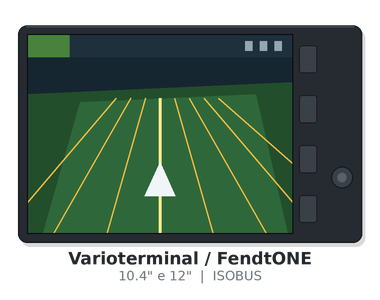 Varioterminal / FendtONE
10.4" e 12" | ISOBUS